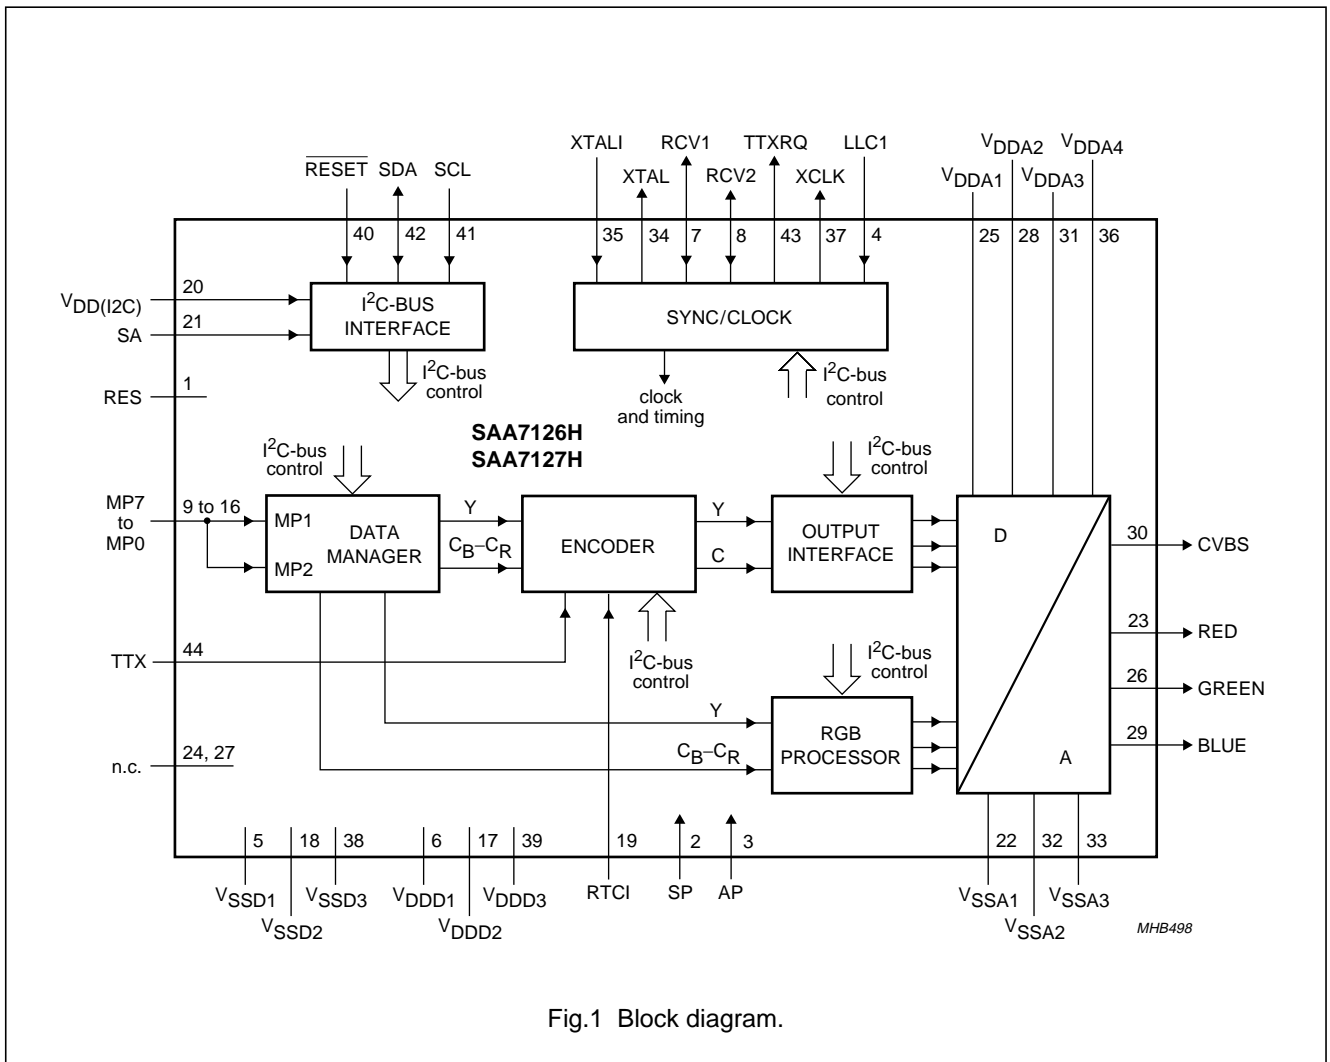 XTALI RCV1 TTXRQ LLC1
VDDA2 VDDA4
RESET SDA SCL
XTAL RCV2 XCLK
VDDA1 VDDA3
40 42 41
35 34 7 8 43 37 4
25 28 31 36
VDD(I2C)
20
SA
21
I2C-BUS
INTERFACE
SYNC/CLOCK
I2C-bus
control
clock
and timing
I2C-bus
control
RES
1
SAA7126H
SAA7127H
I2C-bus
control
I2C-bus
control
MP7
to
MP0
9 to 16
MP1
MP2
DATA
MANAGER
Y
CB–CR
ENCODER
Y
C
OUTPUT
INTERFACE
D
A
30
CVBS
23
RED
26
GREEN
29
BLUE
TTX
44
I2C-bus
control
I2C-bus
control
Y
CB–CR
RGB
PROCESSOR
n.c.
24, 27
5 18 38 6 17 39 19 2 3 22 32 33
VSSD1 VSSD3 VDDD1 VDDD3 RTCI SP AP VSSA1 VSSA3
VSSD2 VDDD2 VSSA2
MHB498
Fig.1 Block diagram.